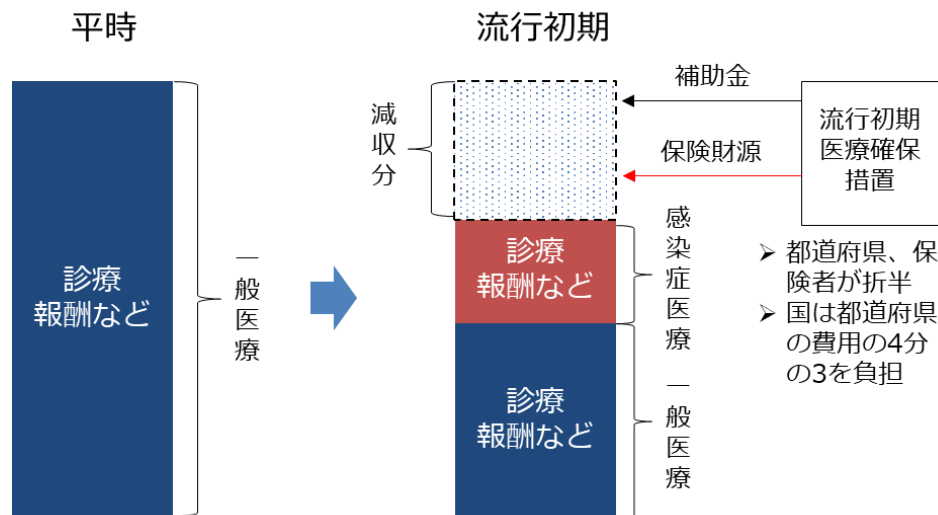 平時
診療
報酬など
一般医療
流行初期
減収分
診療
報酬など
感染症医療
診療
報酬など
一般医療
補助金
保険財源
流行初期
医療確保
措置
➢ 都道府県、保
険者が折半
➢ 国は都道府県
の費用の4分
の3を負担